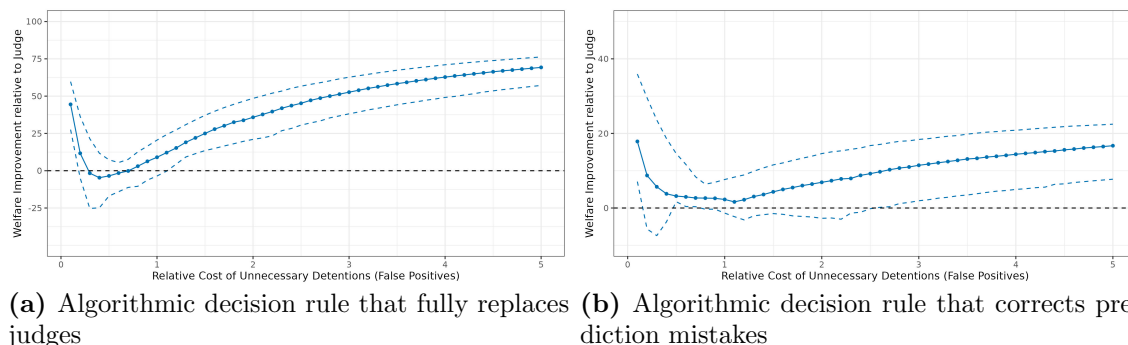 100
75
50
25
0
-25
Welfare Improvement relative to Judge
0
1
2
3
4
5
Relative Cost of Unnecessary Detentions (False Positives)
40
20
0
Welfare Improvement relative to Judge
0
1
2
3
4
5
Relative Cost of Unnecessary Detentions (False Positives)
(a) Algorithmic decision rule that fully replaces
judges
(b) Algorithmic decision rule that corrects pre
diction mistakes